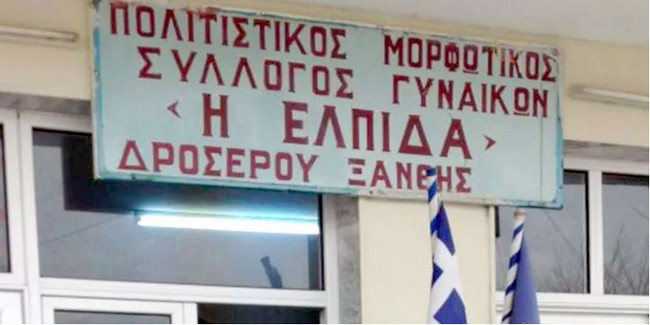 ΠΟΛΙΤΙΣΤΙΚΟΣ ΜΟΡΦΩΤΙΚΟΣ
ΣΥΛΛΟΓΟΣ ΓΥΝΑΙΚΩΝ
< Η ΕΛΠΙΔΑ >
ΔΡΟΣΕΡΟΥ ΞΑΝΘΗΣ